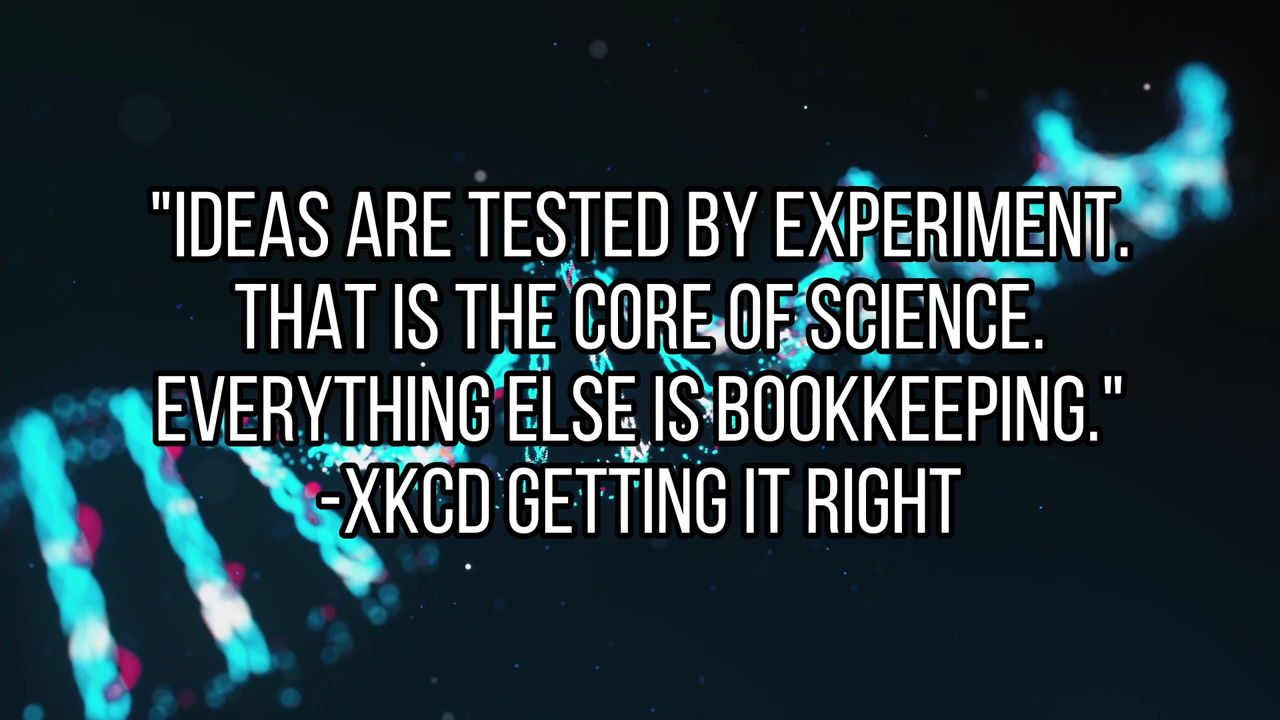 "IDEAS ARE TESTED BY EXPERIMENT.
THAT IS THE CORE OF SCIENCE.
EVERYTHING ELSE IS BOOKKEEPING."
-XKCD GETTING IT RIGHT